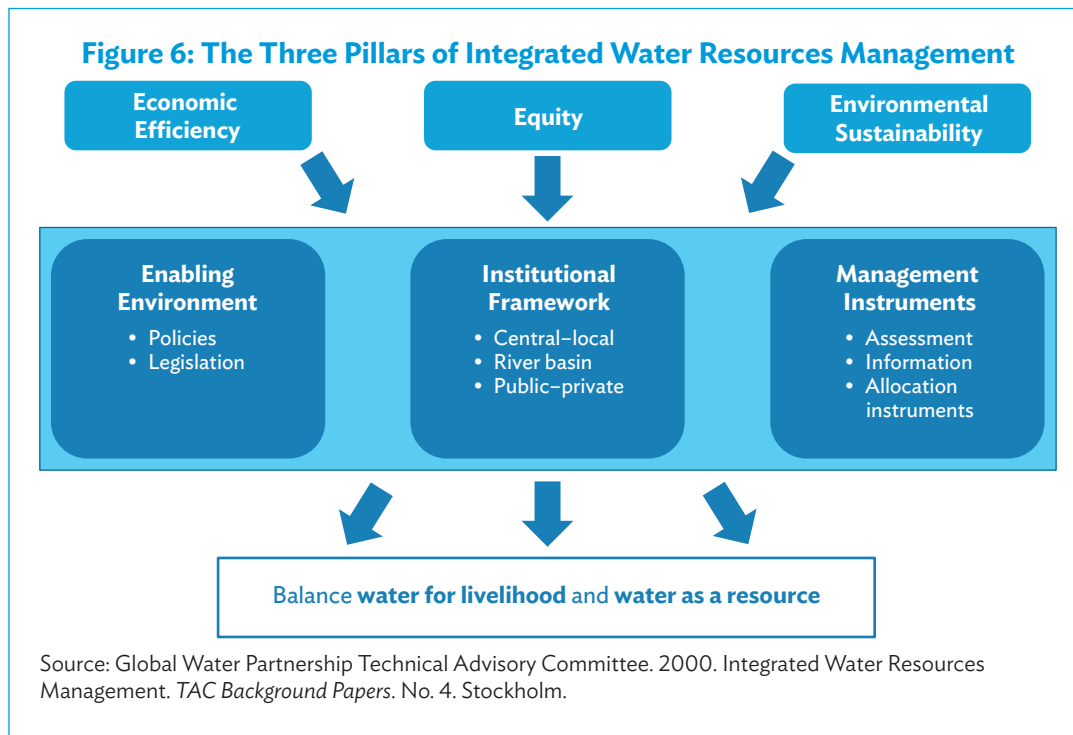 Figure 6: The Three Pillars of Integrated Water Resources Management
Economic
Efficiency
Equity
Environmental
Sustainability
Enabling
Environment
• Policies
• Legislation
Institutional
Framework
• Central–local
• River basin
• Public–private
Management
Instruments
• Assessment
• Information
• Allocation
instruments
Balance water for livelihood and water as a resource
Source: Global Water Partnership Technical Advisory Committee. 2000. Integrated Water Resources
Management. TAC Background Papers. No. 4. Stockholm.